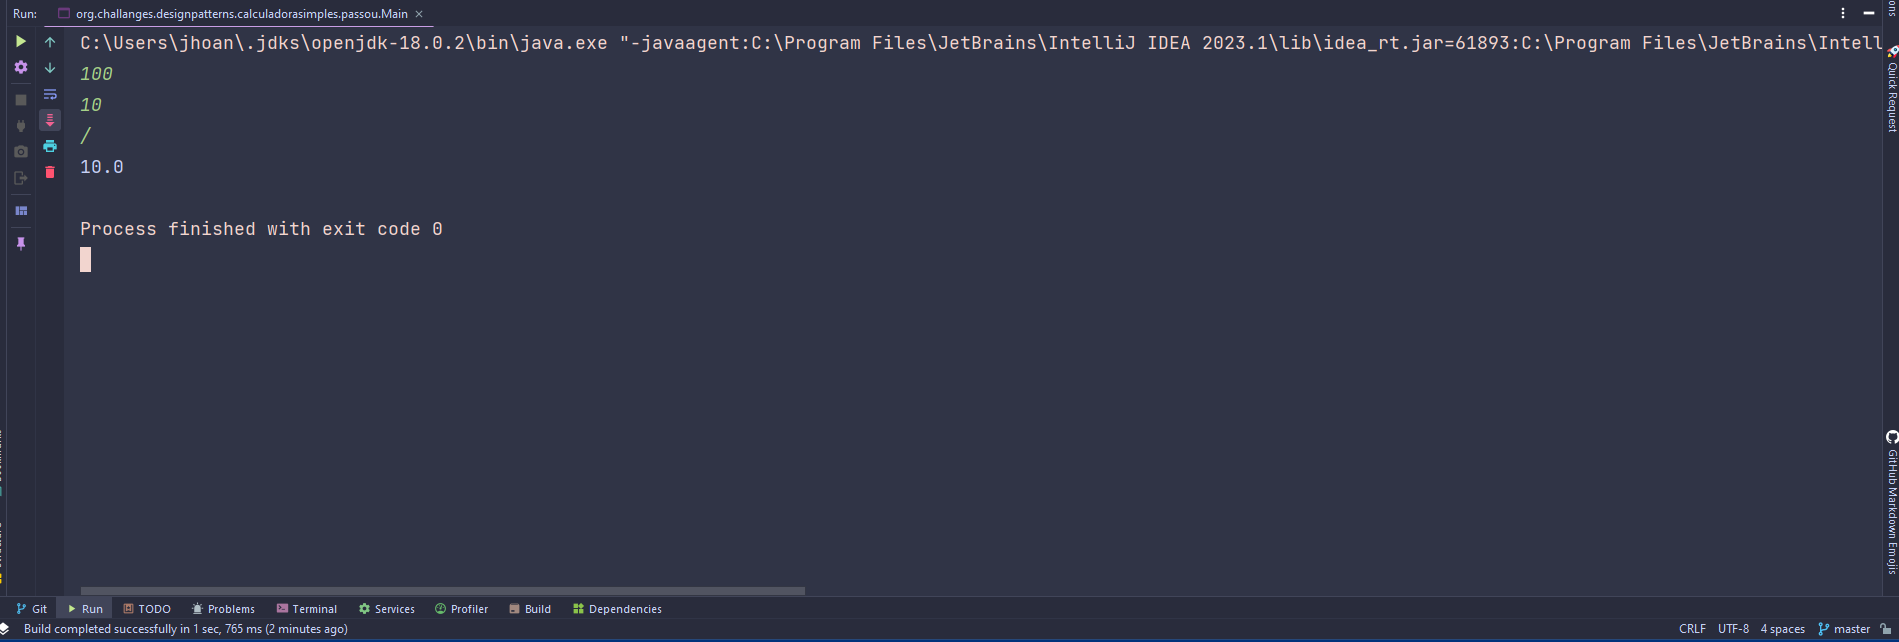 Run: org.challanges.designpatterns.calculadorasimples.passou.Main ×
C:\Users\jhoan\.jdks\openjdk-18.0.2\bin\java.exe "-javaagent:C:\Program Files\JetBrains\IntelliJ IDEA 2023.1\lib\idea_rt.jar=61893:C:\Program Files\JetBrains\Intell
100
10
/
10.0
Process finished with exit code 0
Quick Request
GitHub Markdown Emojis
Git Run TODO Problems Terminal Services Profiler Build Dependencies
Build completed successfully in 1 sec, 765 ms (2 minutes ago) CRLF UTF-8 4 spaces master